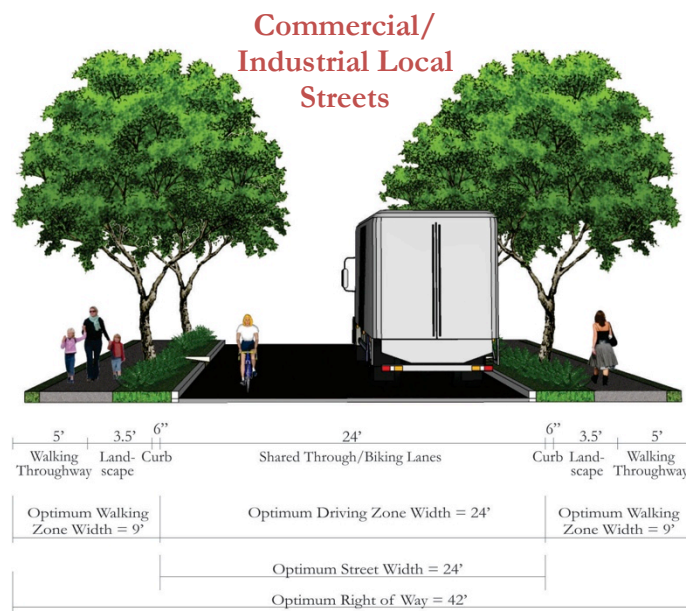 Commercial/
Industrial Local
Streets
5'
3.5'
6”
24'
6”
3.5'
5'
Walking
Throughway
Land-
scape
Curb
Shared Through/Biking Lanes
Curb
Land-
scape
Walking
Throughway
Optimum Walking
Zone Width = 9’
Optimum Driving Zone Width = 24’
Optimum Walking
Zone Width = 9’
Optimum Street Width = 24’
Optimum Right of Way = 42’